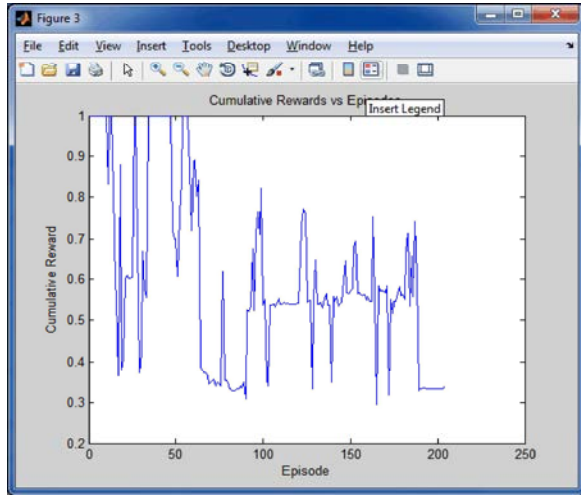 Figure 3
File Edit View Insert Tools Desktop Window Help
Cumulative Rewards vs
Insert Legend
1
0.9
0.8
0.7
0.6
0.5
0.4
0.3
0.2
Cumulative Reward
0 50 100 150 200 250
Episode